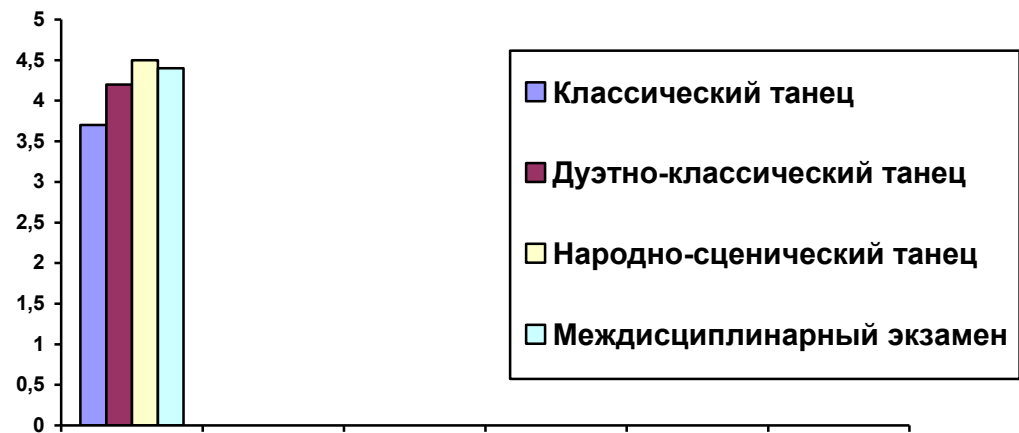 5
4,5
4
3,5
3
2,5
2
1,5
1
0,5
0
Классический танец
Дуэтно-классический танец
Народно-сценический танец
Междисциплинарный экзамен